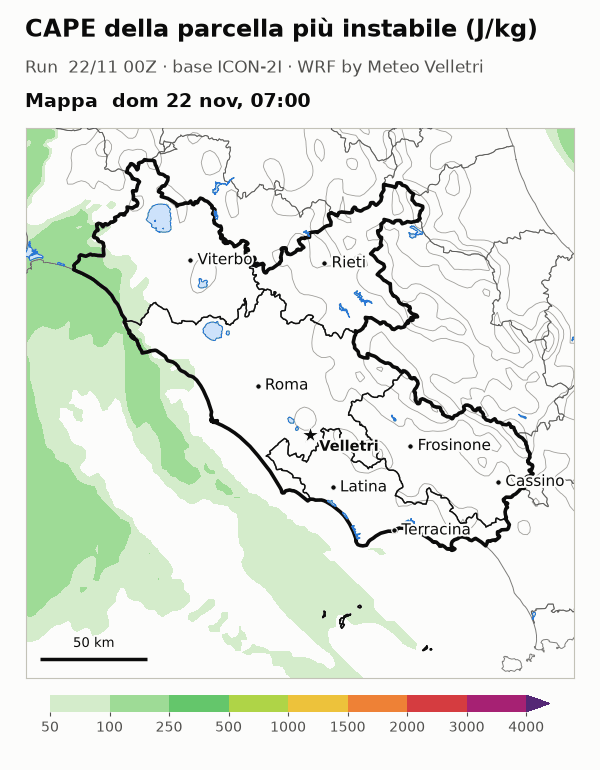 CAPE della parcella più instabile (J/kg)
Run  22/11 00Z · base ICON-2I · WRF by Meteo Velletri
Mappa  dom 22 nov, 07:00
Viterbo
Rieti
Roma
Velletri
Frosinone
Cassino
Latina
Terracina
50 km
50 100 250 500 1000 1500 2000 3000 4000